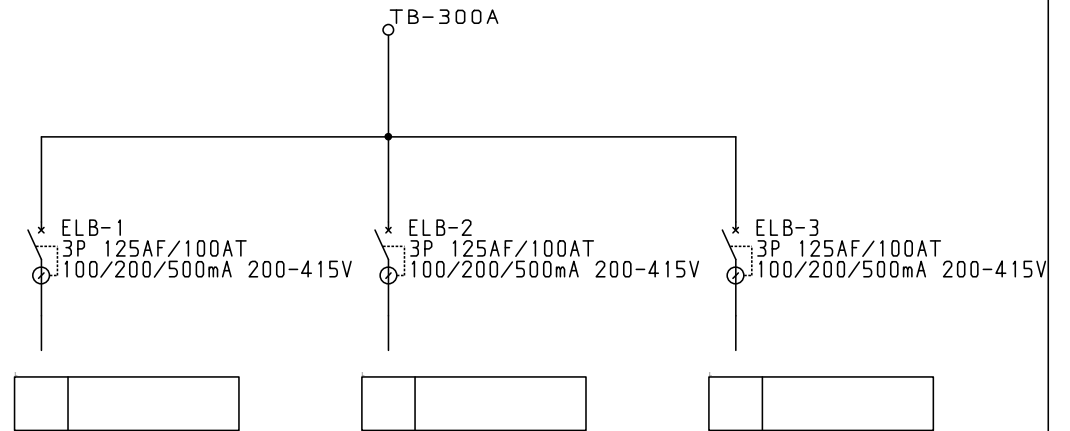 TB-300A
ELB-1
3P 125AF/100AT
100/200/500mA 200-415V
ELB-2
3P 125AF/100AT
100/200/500mA 200-415V
ELB-3
3P 125AF/100AT
100/200/500mA 200-415V